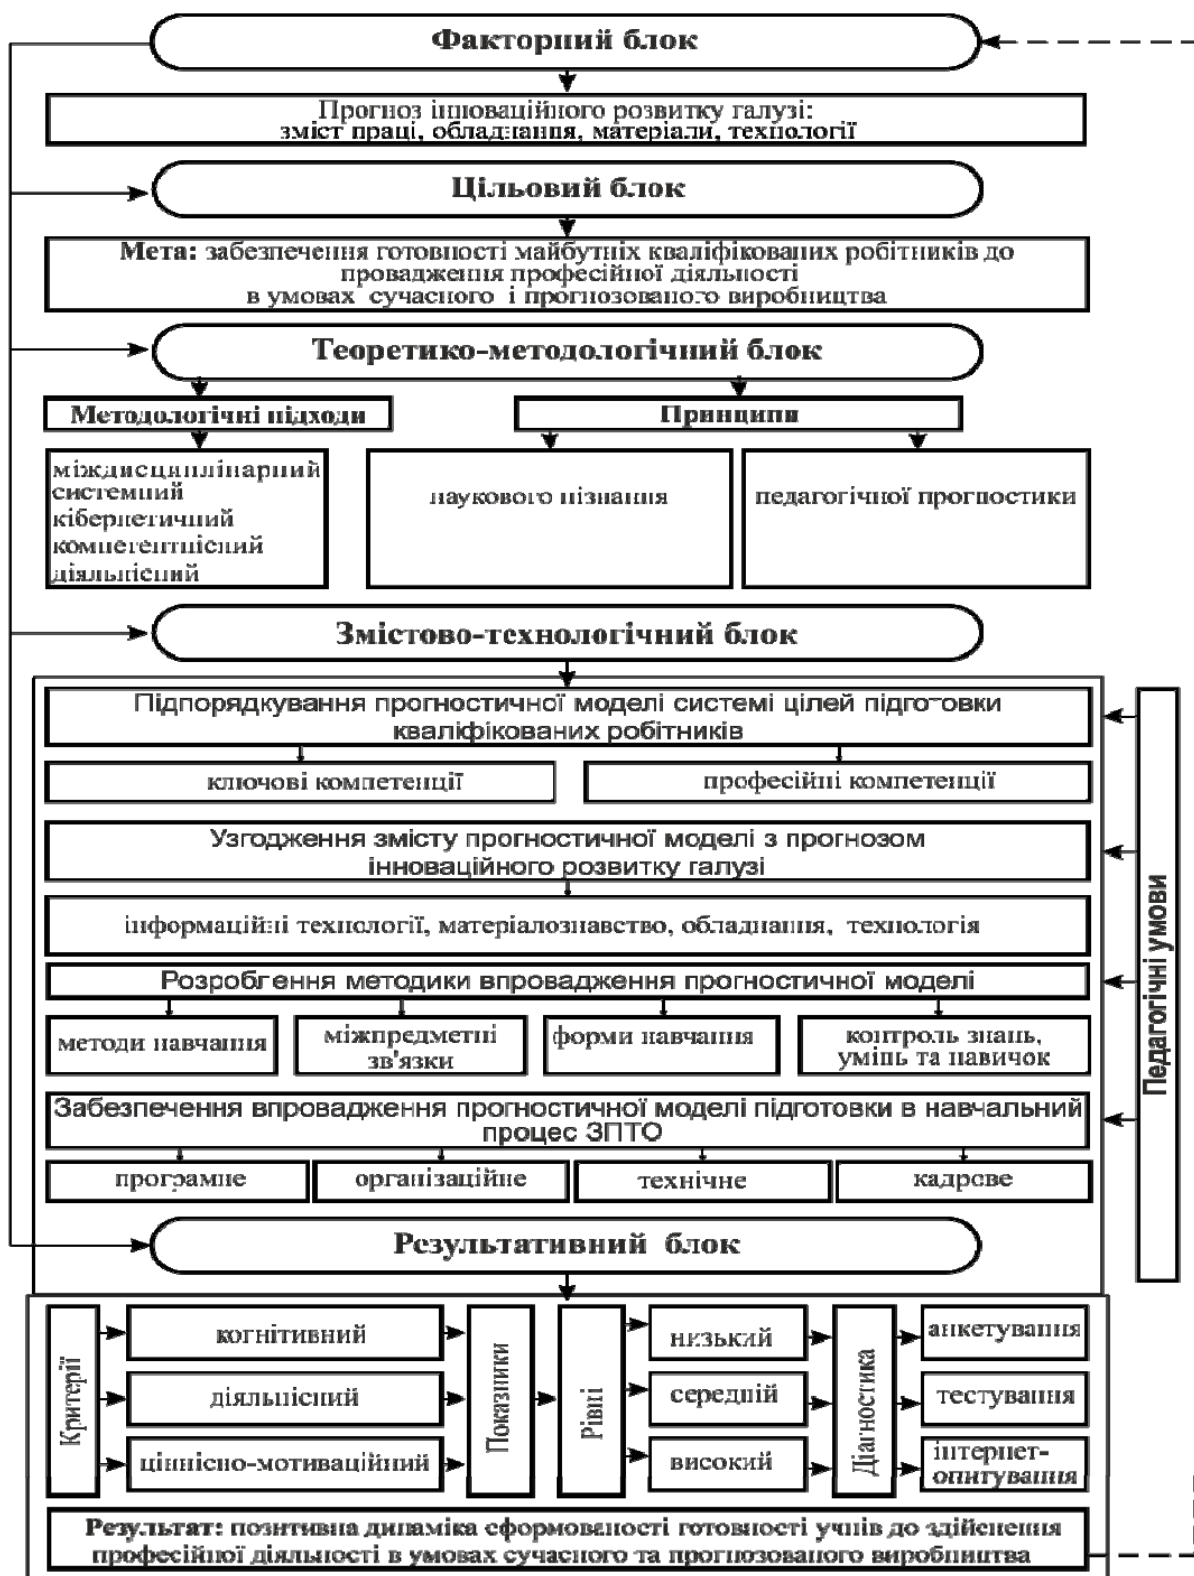 Факторний блок
Прогноз інноваційного розвитку галузі:
зміст праці, обладнання, матеріали, технології
Цільовий блок
Мета: забезпечення готовності майбутніх кваліфікованих робітників до
провадження професійної діяльності
в умовах сучасного і прогнозованого виробництва
Теоретико-методологічний блок
Методологічні підходи
Принципи
міждисциплінарний
системний
кібернетичний
компетентнісний
діяльнісний
наукового пізнання
педагогічної прогностики
Змістово-технологічний блок
Підпорядкування прогностичної моделі системі цілей підготовки
кваліфікованих робітників
ключові компетенції
професійні компетенції
Узгодження змісту прогностичної моделі з прогнозом
інноваційного розвитку галузі
інформаційні технології, матеріалознавство, обладнання, технологія
Розроблення методики впровадження прогностичної моделі
методи навчання
міжпредметні
зв'язки
форми навчання
контроль знань,
умінь та навичок
Забезпечення впровадження прогностичної моделі підготовки в навчальний
процес ЗПТО
програмне
організаційне
технічне
кадрове
Педагогічні умови
Результативний блок
Критерії
когнітивний
діяльнісний
ціннісно-мотиваційний
Показники
Рівні
низький
середній
високий
Діагностика
анкетування
тестування
інтернет-
опитування
Результат: позитивна динаміка сформованості готовності учнів до здійснення
професійної діяльності в умовах сучасного та прогнозованого виробництва